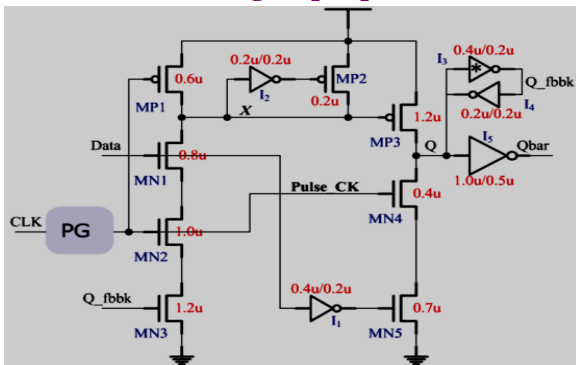 0.4u/0.2u
I3
Q_fbbk
0.2u/0.2u
I2
MP2
0.2u
0.6u
MP1
I4
0.2u/0.2u
X
1.2u
MP3
Q
I5
Qbar
1.0u/0.5u
Data
0.8u
MN1
Pulse_CK
0.4u
MN4
CLK
PG
1.0u
MN2
Q_fbbk
1.2u
MN3
0.4u/0.2u
I1
0.7u
MN5